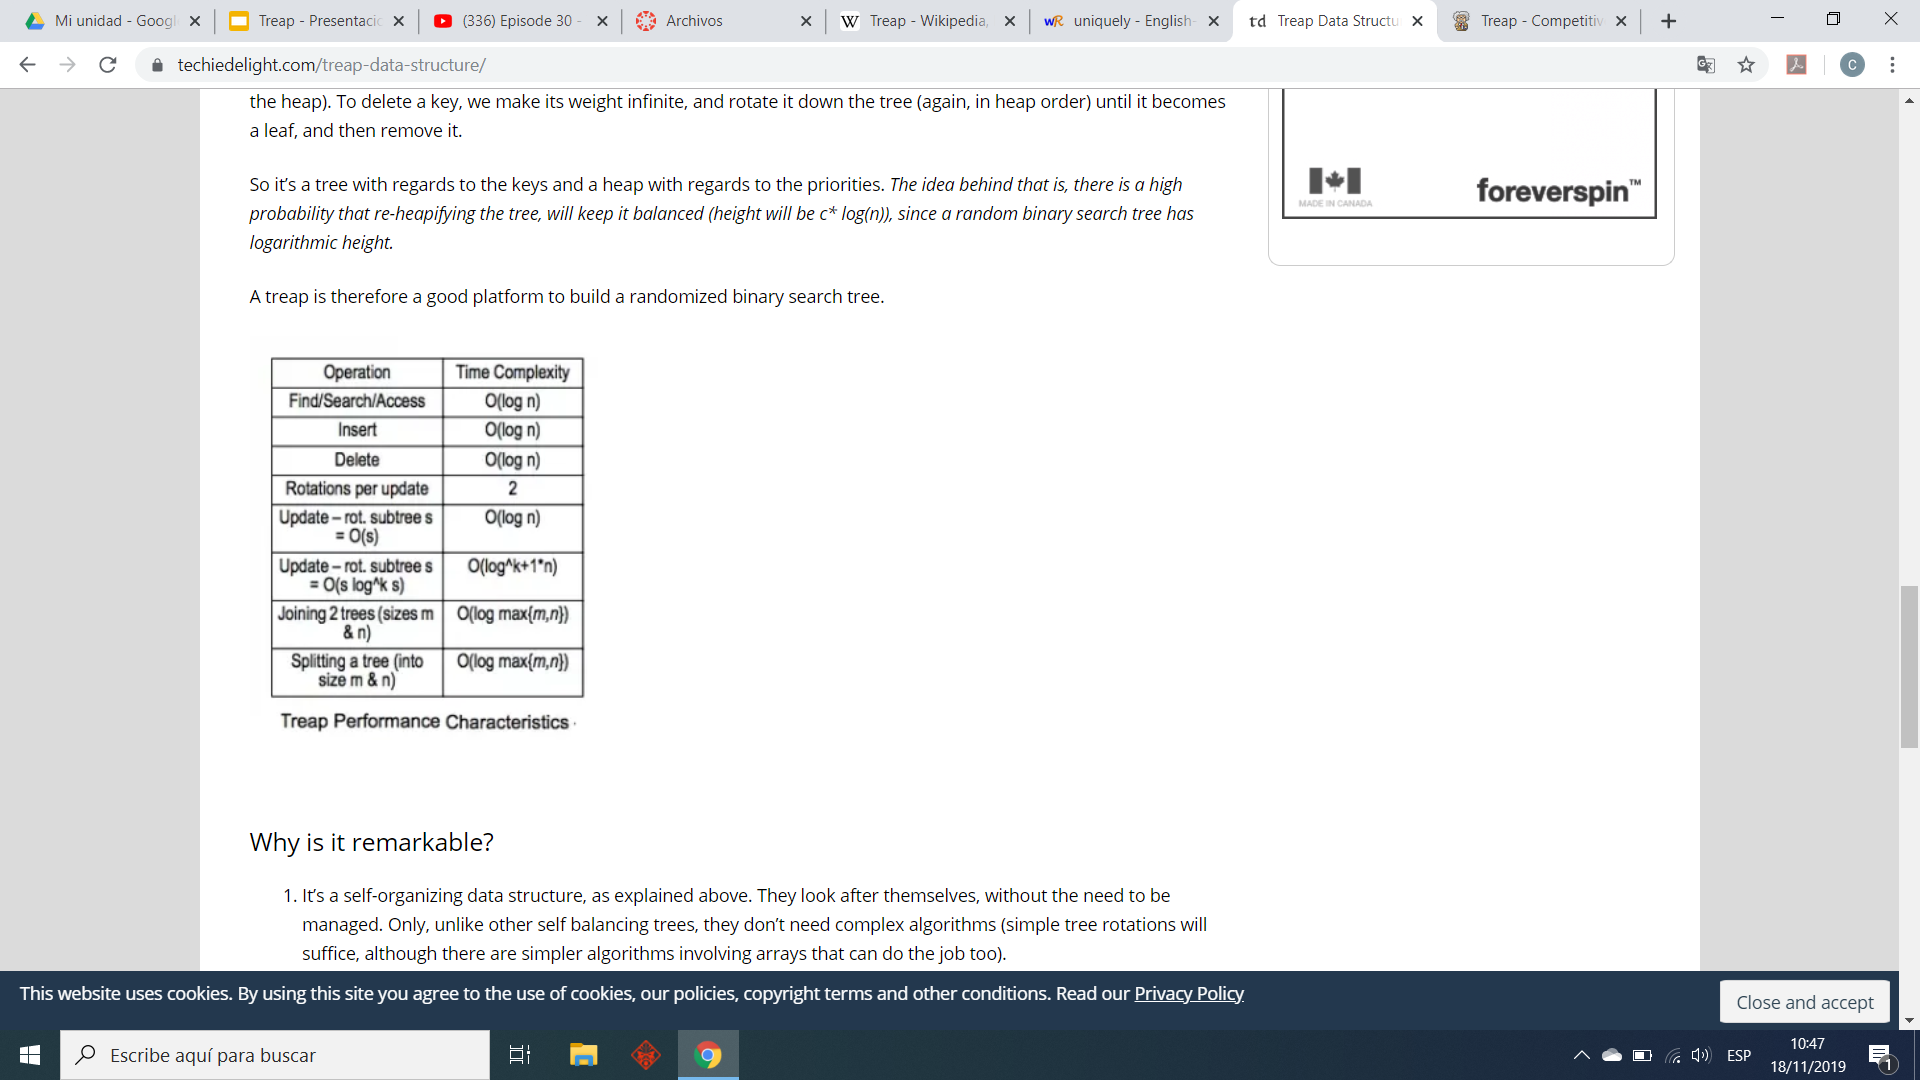 Mi unidad - Googl
Treap - Presentació
(336) Episode 30 -
Archivos
W Treap - Wikipedia,
WR uniquely - English-
td Treap Data Structu
Treap - Competitiv
techiedelight.com/treap-data-structure/
C
the heap). To delete a key, we make its weight infinite, and rotate it down the tree (again, in heap order) until it becomes
a leaf, and then remove it.
So it's a tree with regards to the keys and a heap with regards to the priorities. The idea behind that is, there is a high
probability that re-heapifying the tree, will keep it balanced (height will be c* log(n)), since a random binary search tree has
logarithmic height.
A treap is therefore a good platform to build a randomized binary search tree.
MADE IN CANADA
foreverspin™
Operation Time Complexity
Find/Search/Access O(log n)
Insert O(log n)
Delete O(log n)
Rotations per update 2
Update – rot. subtree s O(log n)
= O(s)
Update – rot. subtree s O(log^k+1*n)
= O(s log^k s)
Joining 2 trees (sizes m O(log max{m,n})
& n)
Splitting a tree (into O(log max{m,n})
size m & n)
Treap Performance Characteristics
Why is it remarkable?
1. It's a self-organizing data structure, as explained above. They look after themselves, without the need to be
managed. Only, unlike other self balancing trees, they don't need complex algorithms (simple tree rotations will
suffice, although there are simpler algorithms involving arrays that can do the job too).
This website uses cookies. By using this site you agree to the use of cookies, our policies, copyright terms and other conditions. Read our Privacy Policy
Close and accept
Escribe aquí para buscar
ESP
10:47
18/11/2019
1